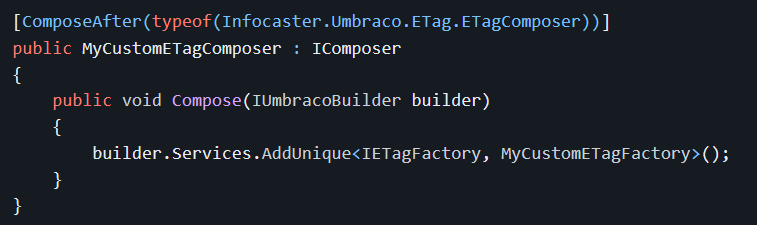 [ComposeAfter(typeof(Infocaster.Umbraco.ETag.ETagComposer))]
public MyCustomETagComposer : IComposer
{
    public void Compose(IUmbracoBuilder builder)
    {
        builder.Services.AddUnique<IETagFactory, MyCustomETagFactory>();
    }
}